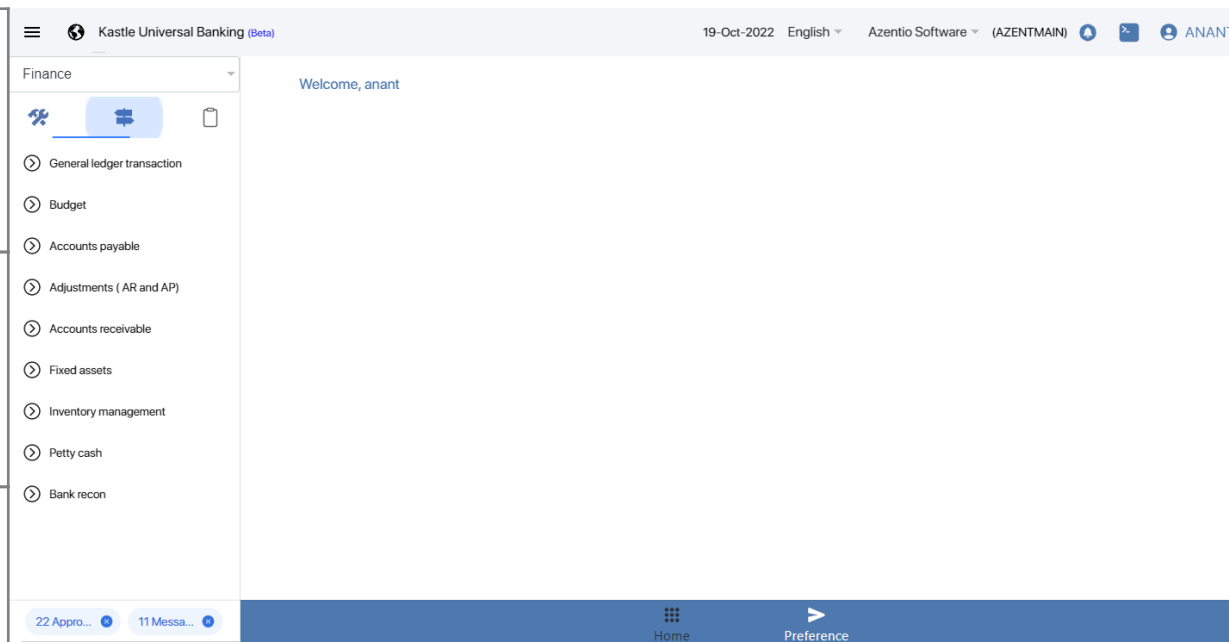 Kastle Universal Banking (Beta)
19-Oct-2022 English Azentio Software (AZENTMAIN) ANANT
Finance
Welcome, anant
General ledger transaction
Budget
Accounts payable
Adjustments ( AR and AP)
Accounts receivable
Fixed assets
Inventory management
Petty cash
Bank recon
22 Appro... 11 Messa...
Home Preference